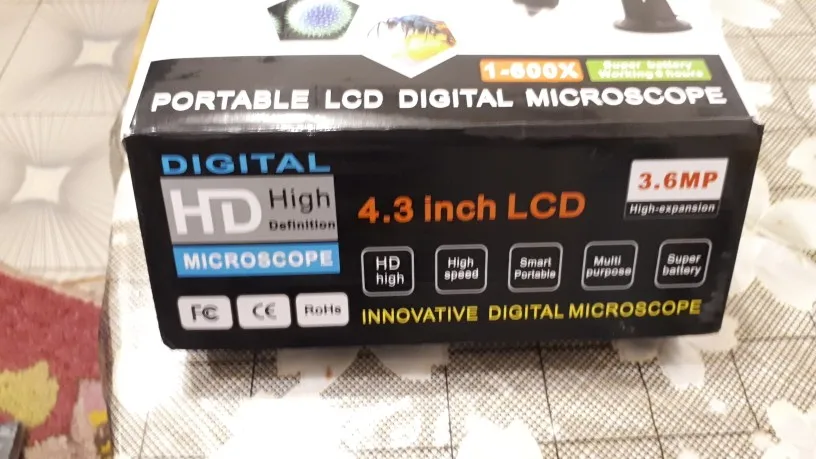 1-600X
Super battery
Working 6 hours
PORTABLE LCD DIGITAL MICROSCOPE
DIGITAL
HD High
Definition
MICROSCOPE
4.3 inch LCD
3.6MP
High-expansion
HD
high
High
speed
Smart
Portable
Multi
purpose
Super
battery
FC
CE
RoHs
INNOVATIVE DIGITAL MICROSCOPE